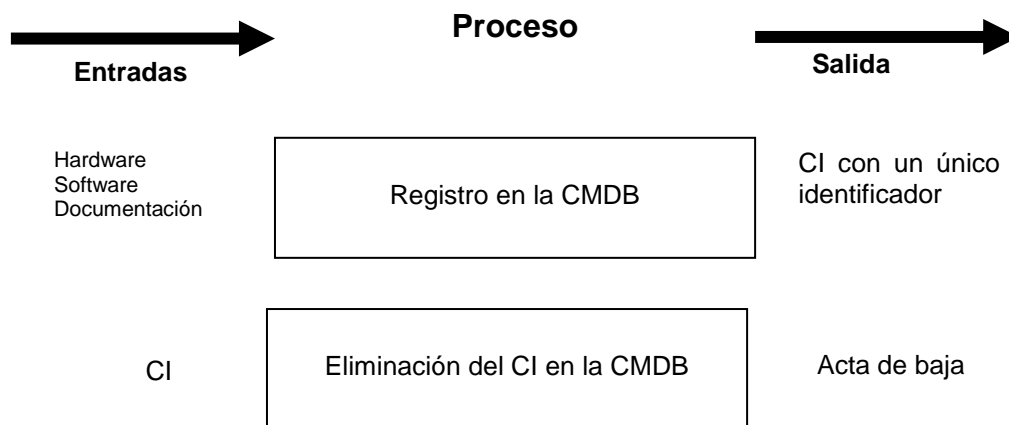 Proceso
Entradas
Salida
Hardware
Software
Documentación
Registro en la CMDB
CI con un único
identificador
CI
Eliminación del CI en la CMDB
Acta de baja